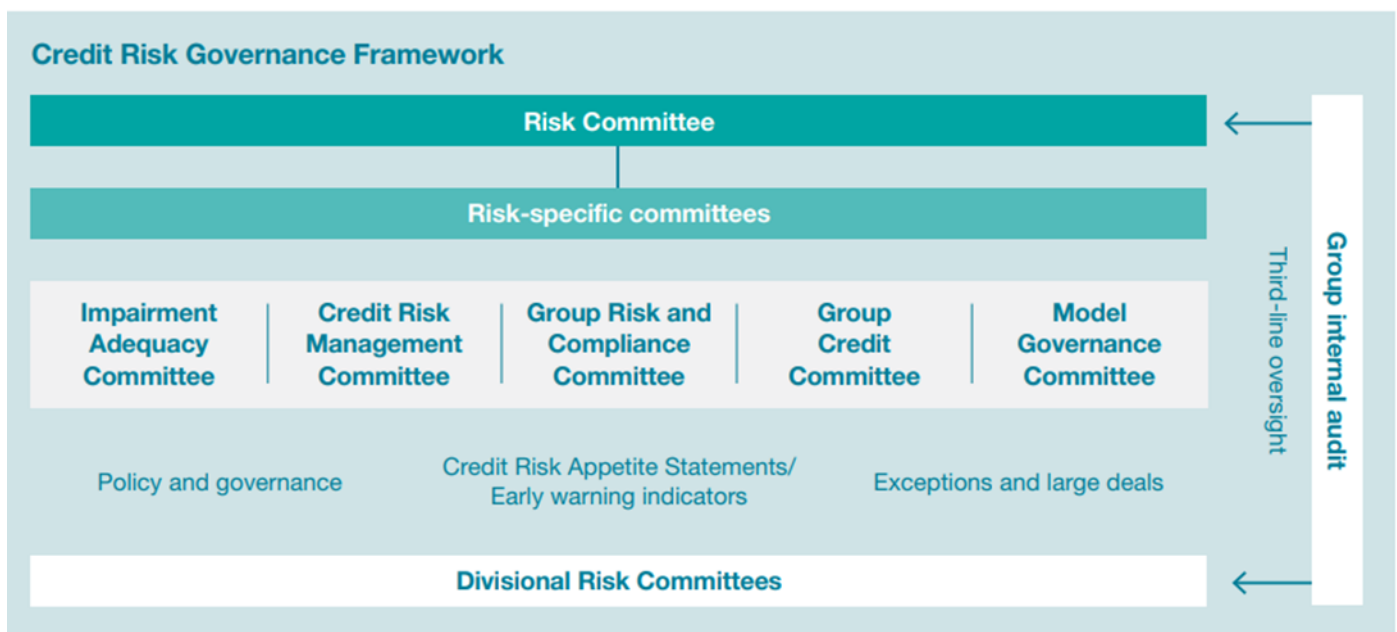 Credit Risk Governance Framework
Risk Committee
Risk-specific committees
Impairment
Adequacy
Committee
Credit Risk
Management
Committee
Group Risk and
Compliance
Committee
Group
Credit
Committee
Model
Governance
Committee
Policy and governance
Credit Risk Appetite Statements/
Early warning indicators
Exceptions and large deals
Divisional Risk Committees
Third-line oversight
Group internal audit